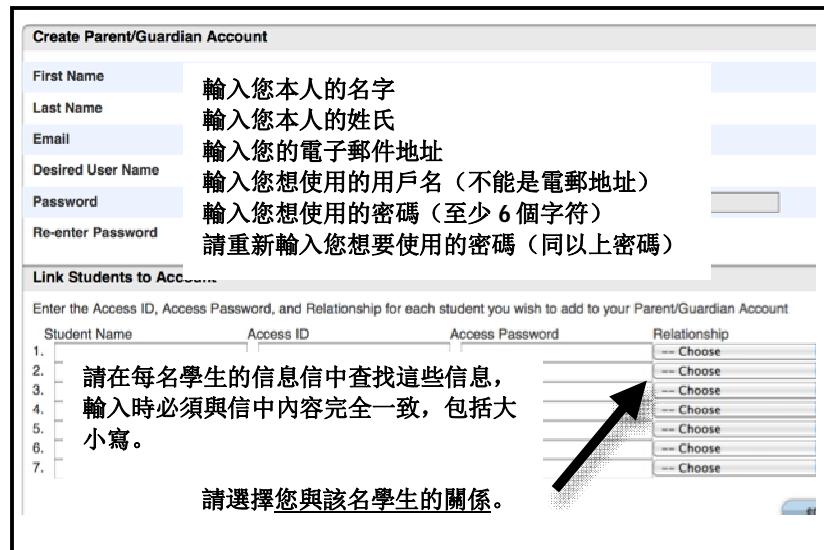 Create Parent/Guardian Account
First Name
輸入您本人的名字
Last Name
輸入您本人的姓氏
Email
輸入您的電子郵件地址
Desired User Name
輸入您想使用的用戶名（不能是電郵地址）
Password
輸入您想使用的密碼（至少 6 個字符）
Re-enter Password
請重新輸入您想要使用的密碼（同以上密碼）
Link Students to
Enter the Access ID, Access Password, and Relationship for each student you wish to add to your Parent/Guardian Account
Student Name Access ID Access Password Relationship
1. -- Choose
2. -- Choose
3. -- Choose
4. -- Choose
5. -- Choose
6. -- Choose
7. -- Choose
請在每名學生的信息信中查找這些信息，
輸入時必須與信中內容完全一致，包括大
小寫。
請選擇您與該名學生的關係。